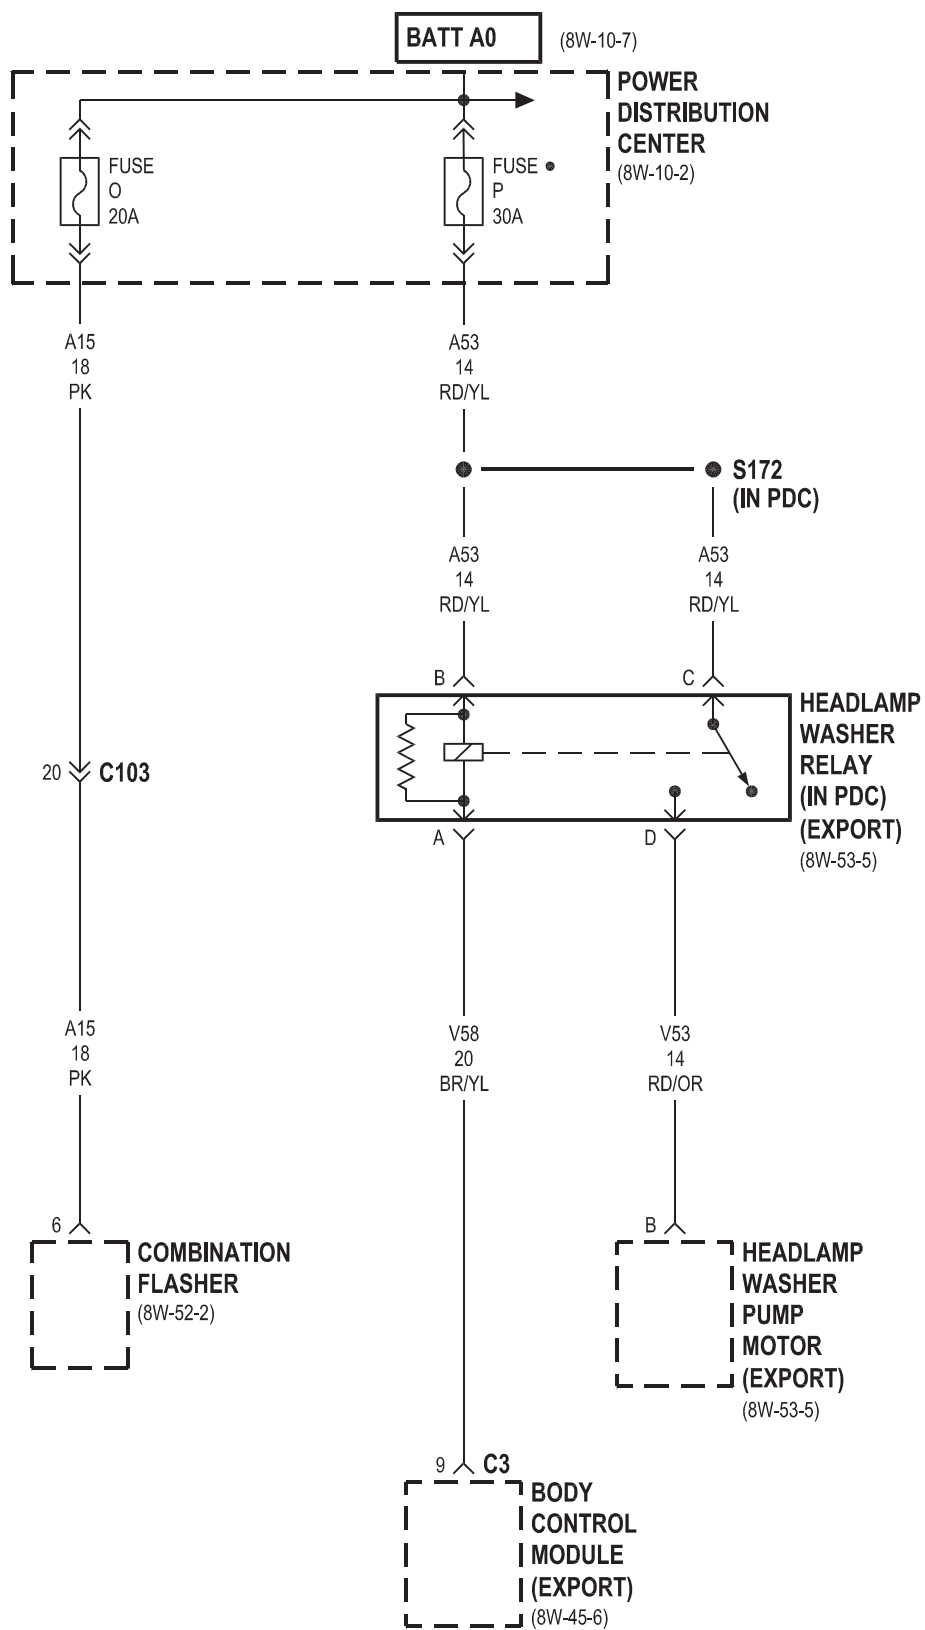 BATT A0
(8W-10-7)
POWER
DISTRIBUTION
CENTER
(8W-10-2)
FUSE
O
20A
FUSE
P
30A
A15
18
PK
A53
14
RD/YL
S172
(IN PDC)
A53
14
RD/YL
A53
14
RD/YL
B
C
HEADLAMP
WASHER
RELAY
(IN PDC)
(EXPORT)
(8W-53-5)
20
C103
A
D
A15
18
PK
V58
20
BR/YL
V53
14
RD/OR
6
COMBINATION
FLASHER
(8W-52-2)
B
HEADLAMP
WASHER
PUMP
MOTOR
(EXPORT)
(8W-53-5)
9
C3
BODY
CONTROL
MODULE
(EXPORT)
(8W-45-6)